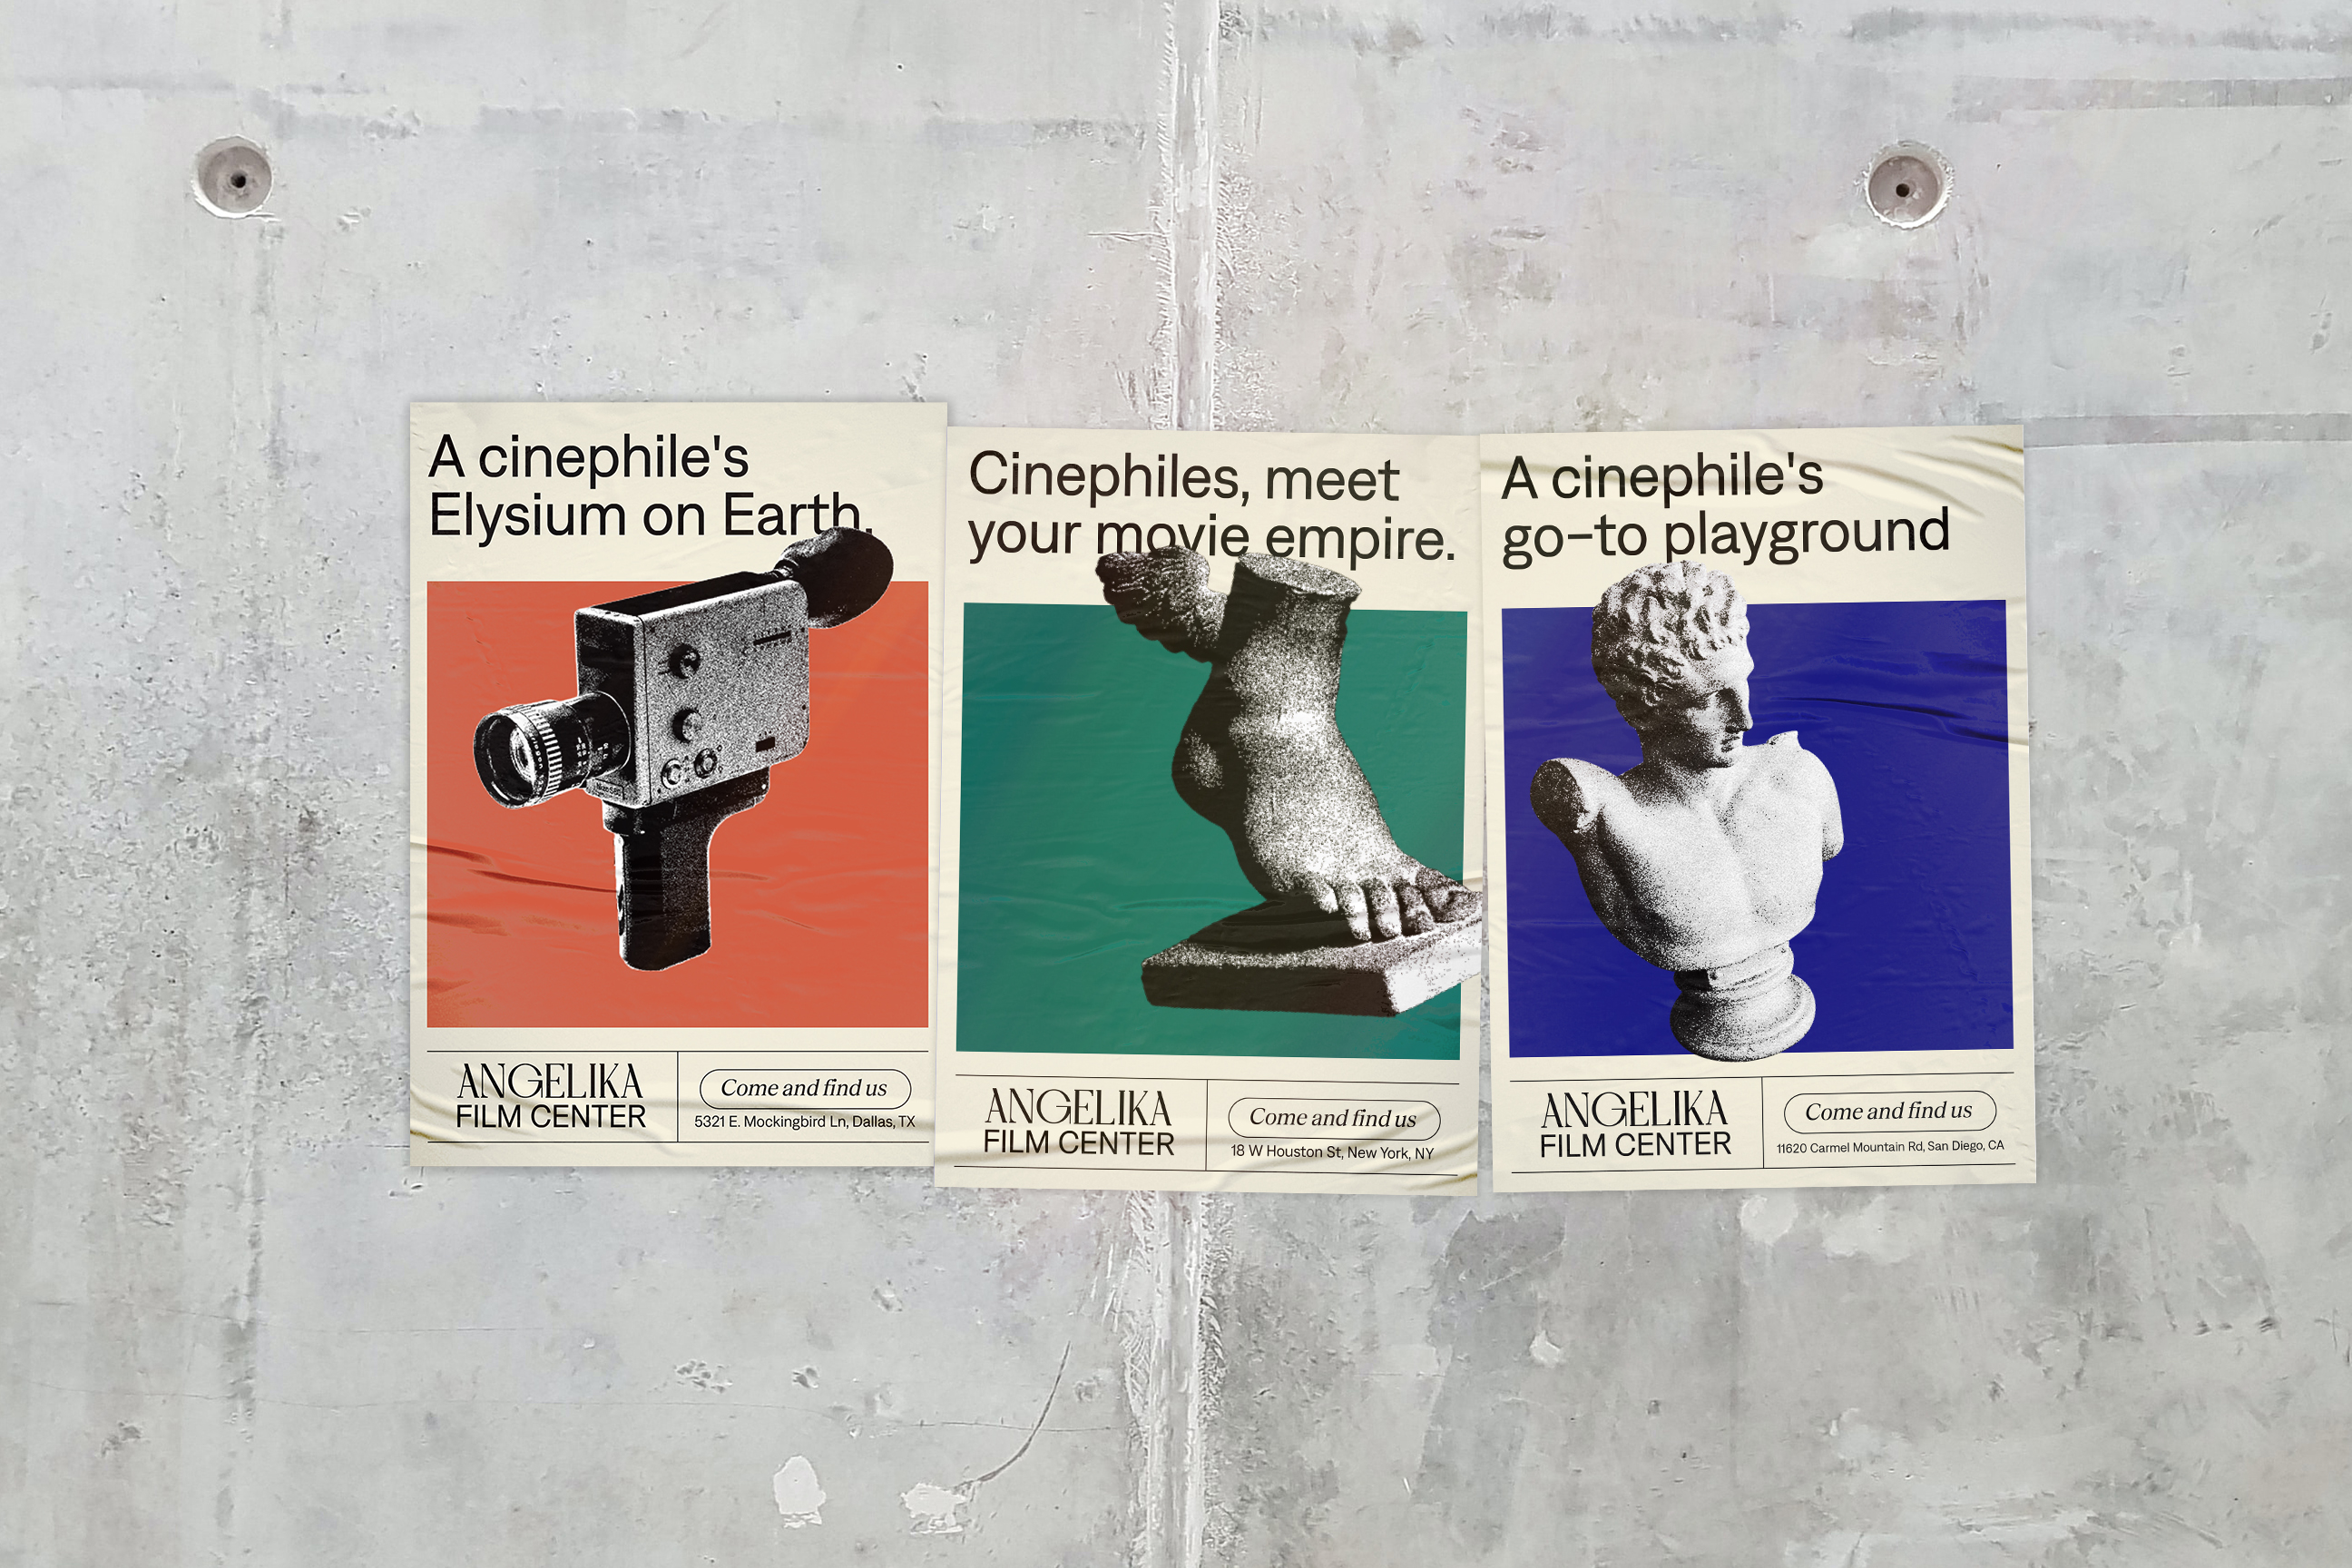 A cinephile's
Elysium on Earth.
ANGELIKA
FILM CENTER
Come and find us
5321 E. Mockingbird Ln, Dallas, TX
Cinephiles, meet
your movie empire.
ANGELIKA
FILM CENTER
Come and find us
18 W Houston St, New York, NY
A cinephile's
go-to playground
ANGELIKA
FILM CENTER
Come and find us
11620 Carmel Mountain Rd, San Diego, CA